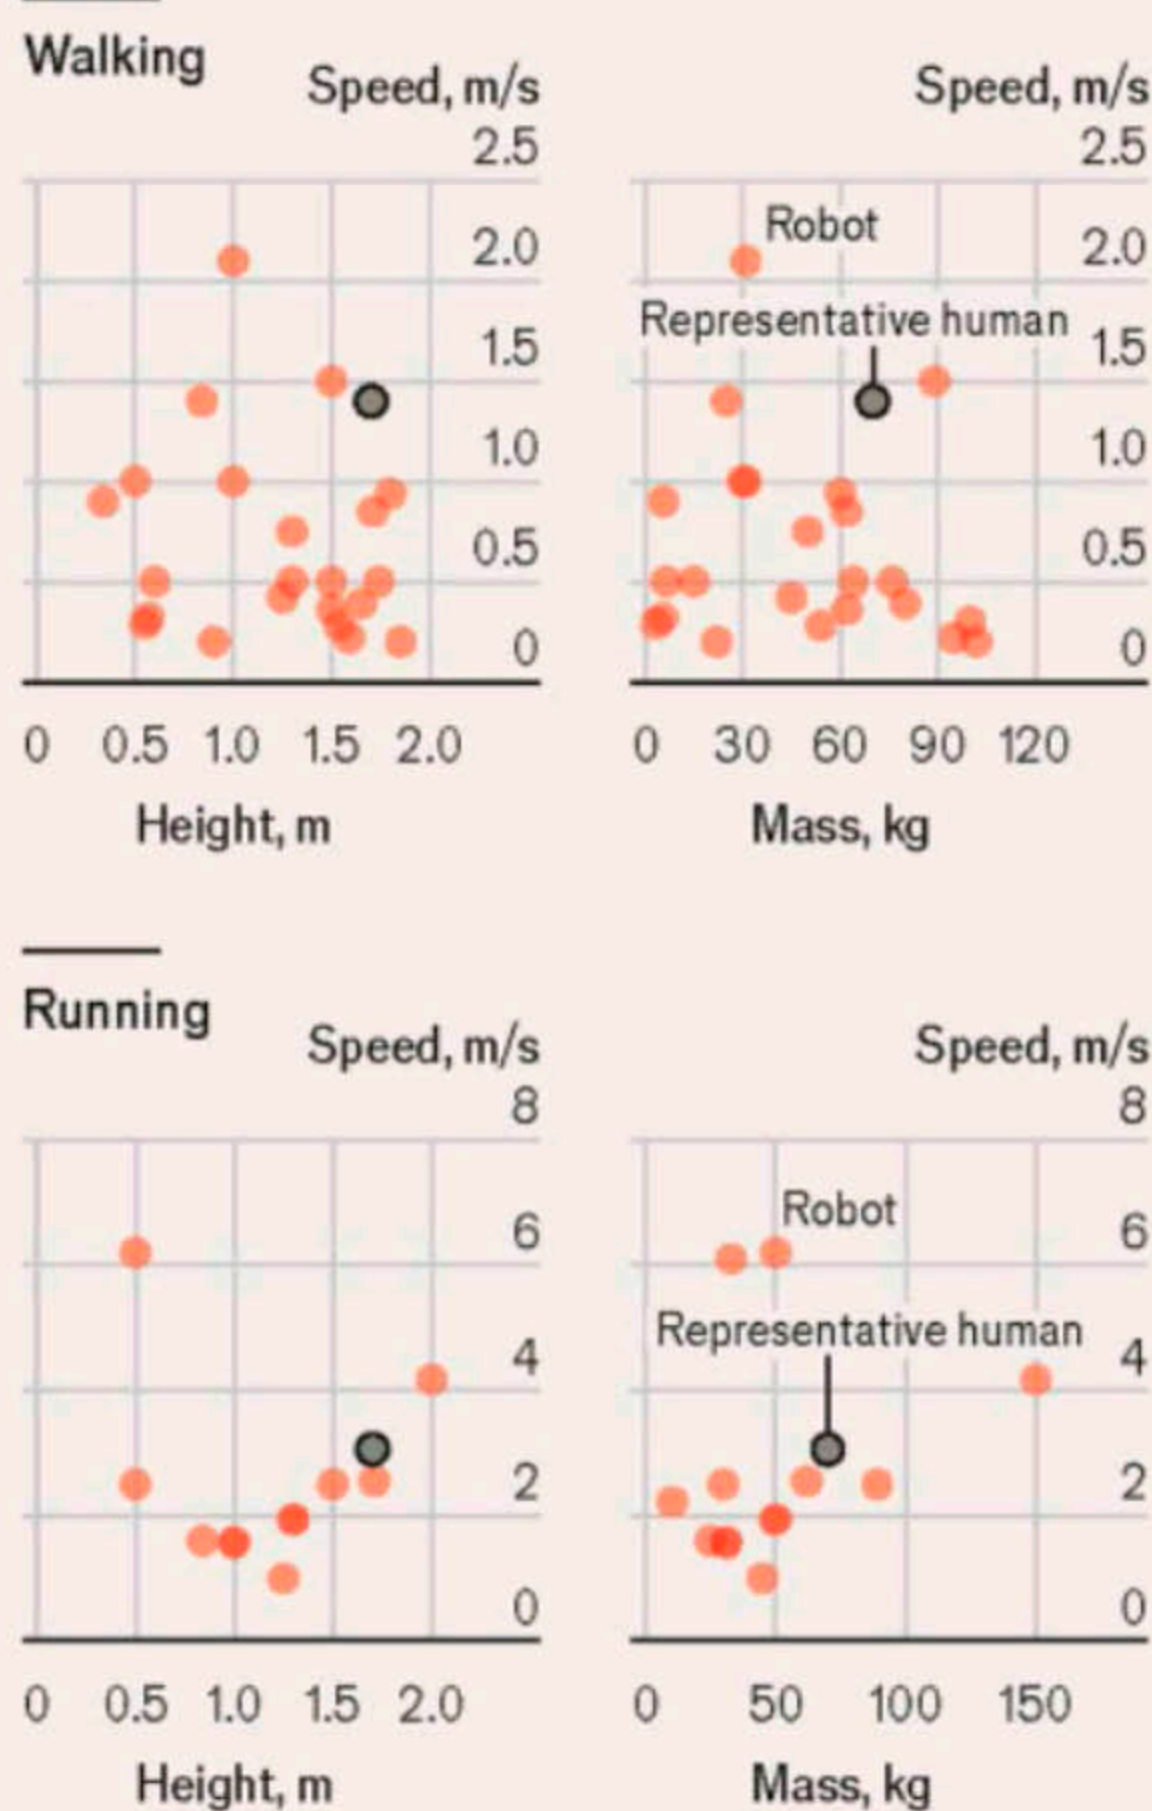 Walking
Speed, m/s
2.5
2.0
1.5
1.0
0.5
0
0 0.5 1.0 1.5 2.0
Height, m
Speed, m/s
2.5
Robot
2.0
Representative human
1.5
1.0
0.5
0
0 30 60 90 120
Mass, kg
Running
Speed, m/s
8
6
4
2
0
0 0.5 1.0 1.5 2.0
Height, m
Speed, m/s
8
Robot
6
Representative human
4
2
0
0 50 100 150
Mass, kg